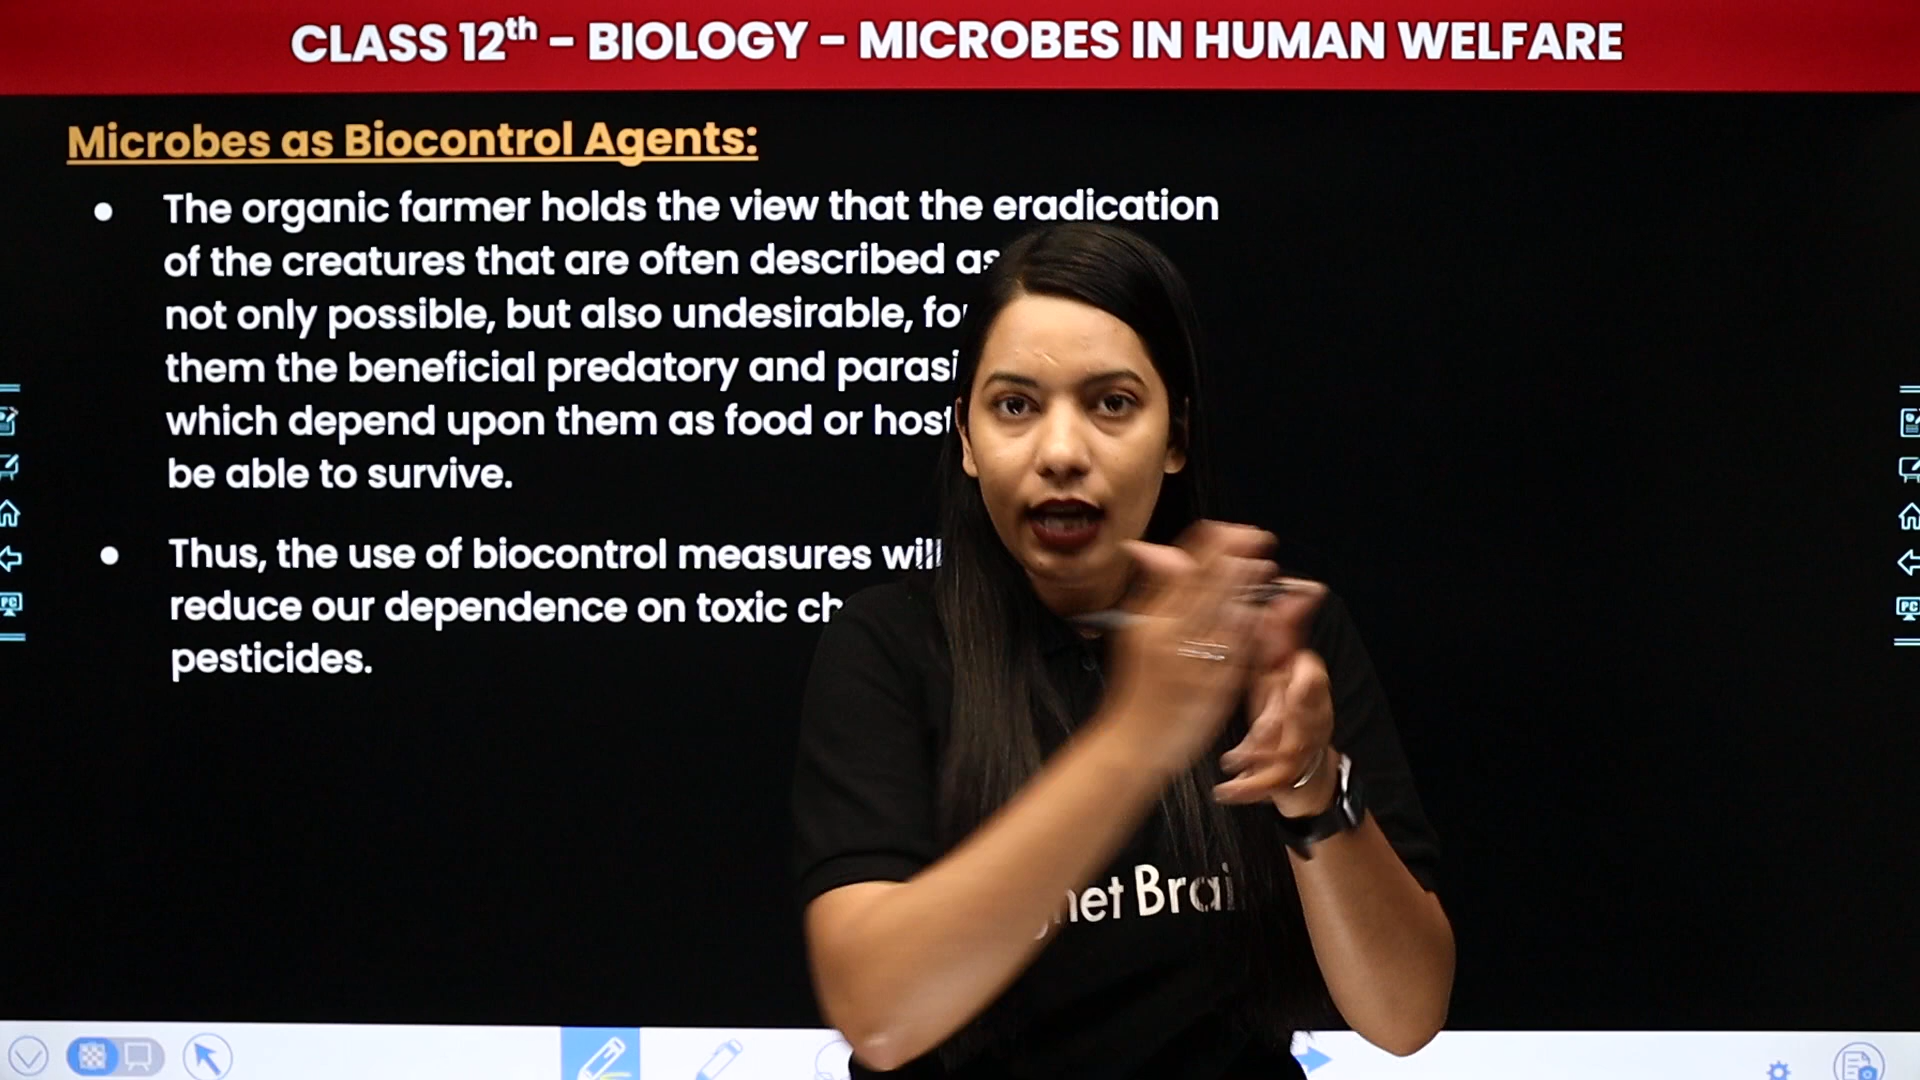 CLASS 12th - BIOLOGY - MICROBES IN HUMAN WELFARE
Microbes as Biocontrol Agents:
• The organic farmer holds the view that the eradication
of the creatures that are often described as
not only possible, but also undesirable, for
them the beneficial predatory and parasi
which depend upon them as food or host
be able to survive.
• Thus, the use of biocontrol measures will
reduce our dependence on toxic ch
pesticides.
net Brai
PC
PC